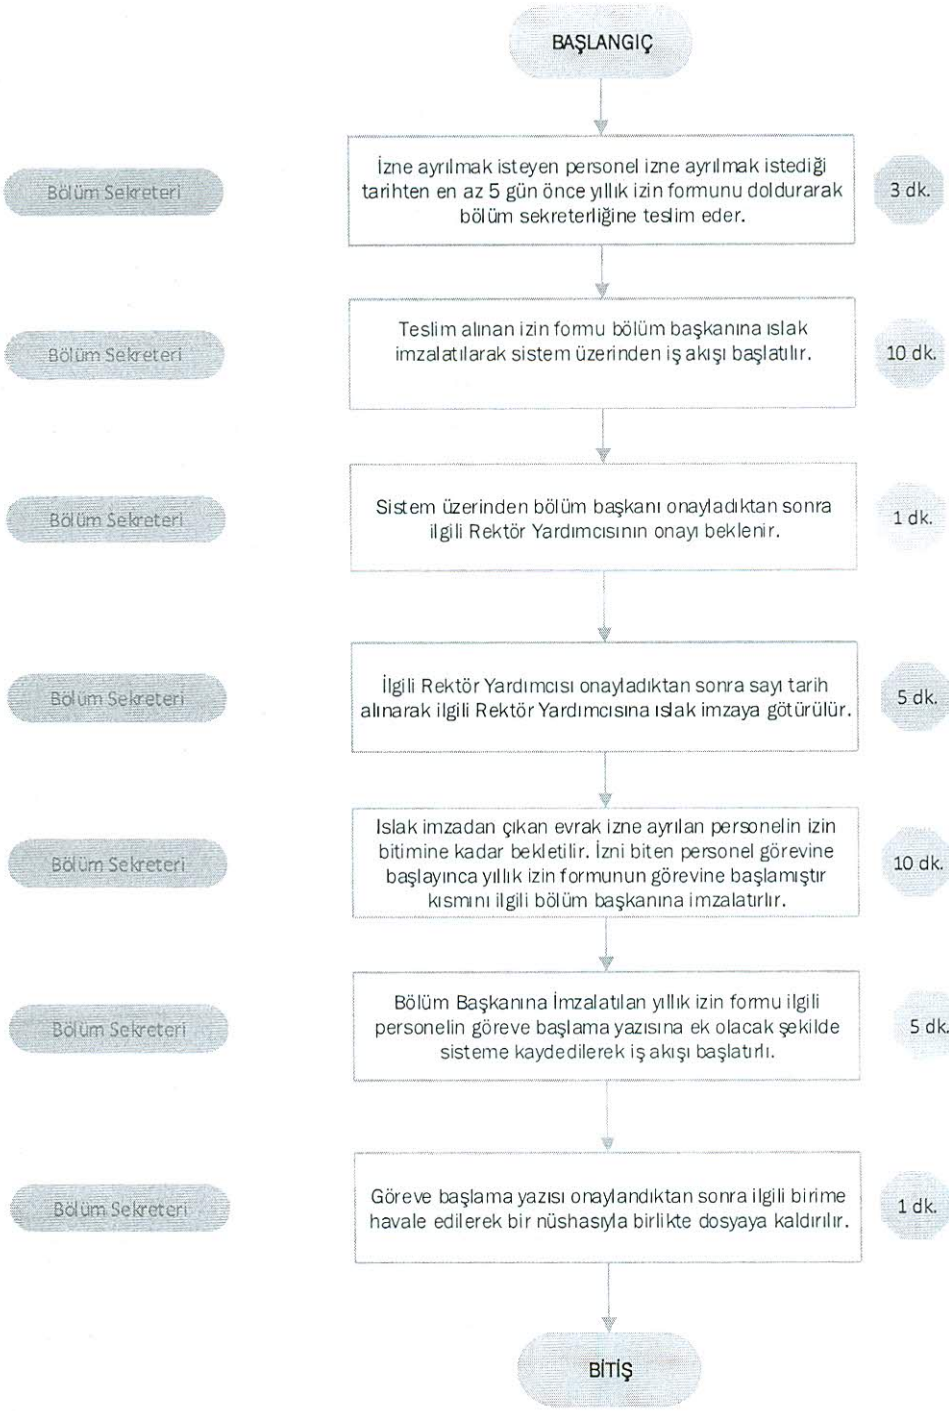 BAŞLANGIÇ
Bölüm Sekreteri
İzne ayrılmak isteyen personel izne ayrılmak istediği
tarihten en az 5 gün önce yıllık izin formunu doldurarak
bölüm sekreterliğine teslim eder.
3 dk.
Bölüm Sekreteri
Teslim alınan izin formu bölüm başkanına ıslak
imzalatılarak sistem üzerinden iş akışı başlatılır.
10 dk.
Bölüm Sekreteri
Sistem üzerinden bölüm başkanı onayladıktan sonra
ilgili Rektör Yardımcısının onayı beklenir.
1 dk.
Bölüm Sekreteri
İlgili Rektör Yardımcısı onayladıktan sonra sayı tarih
alınarak ilgili Rektör Yardımcısına ıslak imzaya götürülür.
5 dk.
Bölüm Sekreteri
Islak imzadan çıkan evrak izne ayrılan personelin izin
bitimine kadar bekletilir. İzni biten personel görevine
başlayınca yıllık izin formunun görevine başlamıştır
kısmını ilgili bölüm başkanına imzalatırlır.
10 dk.
Bölüm Sekreteri
Bölüm Başkanına İmzalatılan yıllık izin formu ilgili
personelin göreve başlama yazısına ek olacak şekilde
sisteme kaydedilerek iş akışı başlatırlı.
5 dk.
Bölüm Sekreteri
Göreve başlama yazısı onaylandıktan sonra ilgili birime
havale edilerek bir nüshasıyla birlikte dosyaya kaldırılır.
1 dk.
BİTİŞ